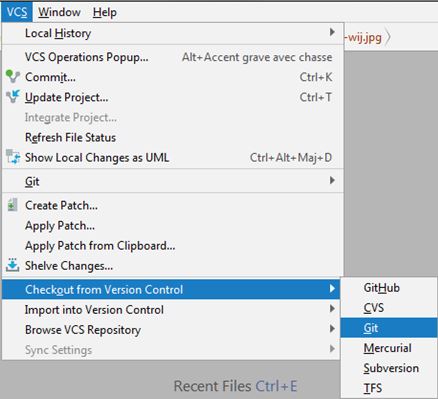 VCS Window Help
Local History
-wij.jpg
VCS Operations Popup... Alt+Accent grave avec chasse
Commit... Ctrl+K
Update Project... Ctrl+T
Integrate Project...
Refresh File Status
Show Local Changes as UML Ctrl+Alt+Maj+D
Git
Create Patch...
Apply Patch...
Apply Patch from Clipboard...
Shelve Changes...
Checkout from Version Control
GitHub
Import into Version Control
CVS
Browse VCS Repository
Git
Sync Settings
Mercurial
Subversion
TFS
Recent Files Ctrl+E